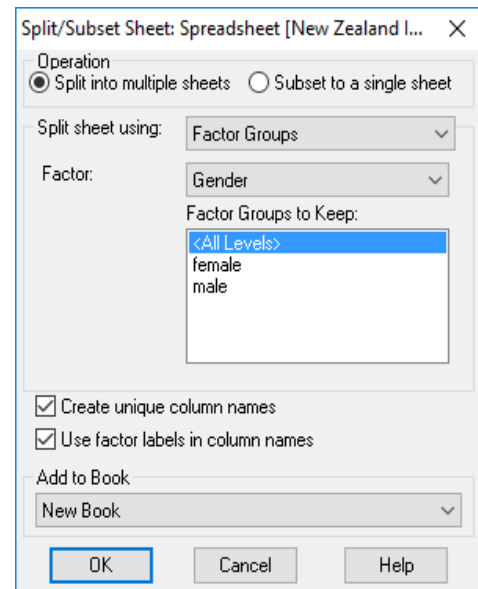 Split/Subset Sheet: Spreadsheet [New Zealand I...
Operation
Split into multiple sheets Subset to a single sheet
Split sheet using: Factor Groups
Factor: Gender
Factor Groups to Keep:
<All Levels>
female
male
Create unique column names
Use factor labels in column names
Add to Book
New Book
OK Cancel Help